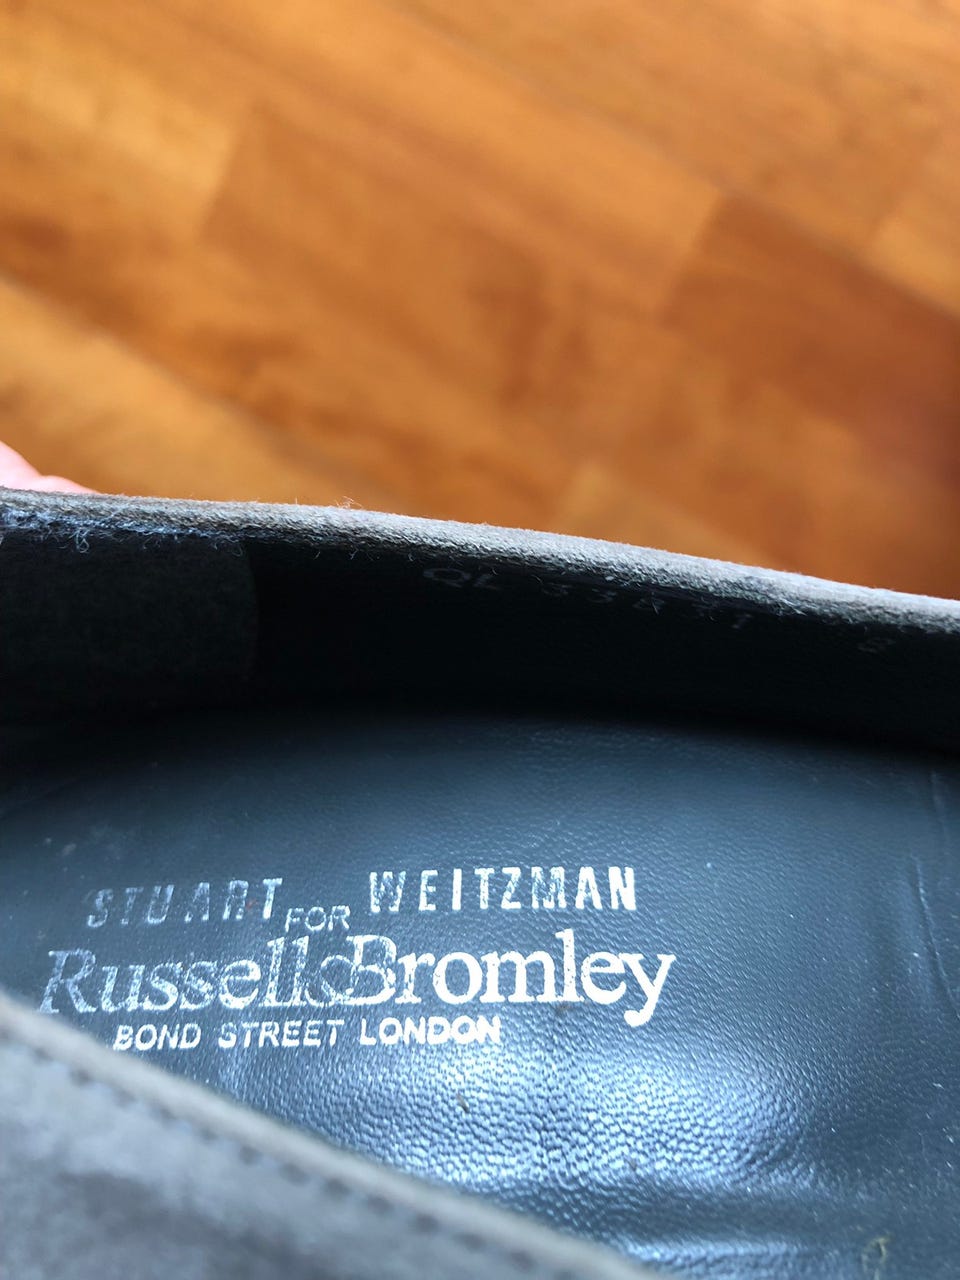 STUART FOR WEITZMAN
Russell&Bromley
BOND STREET LONDON